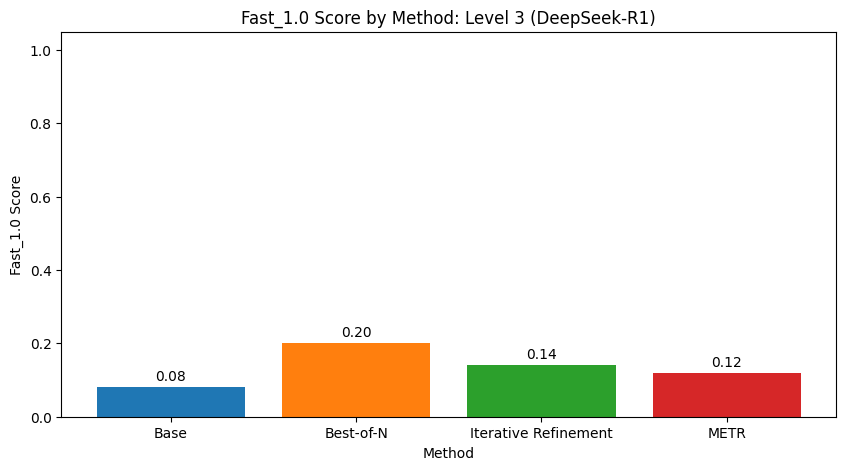 Fast_1.0 Score by Method: Level 3 (DeepSeek-R1)
Fast_1.0 Score
1.0
0.8
0.6
0.4
0.2
0.0
0.08
0.20
0.14
0.12
Base
Best-of-N
Iterative Refinement
METR
Method